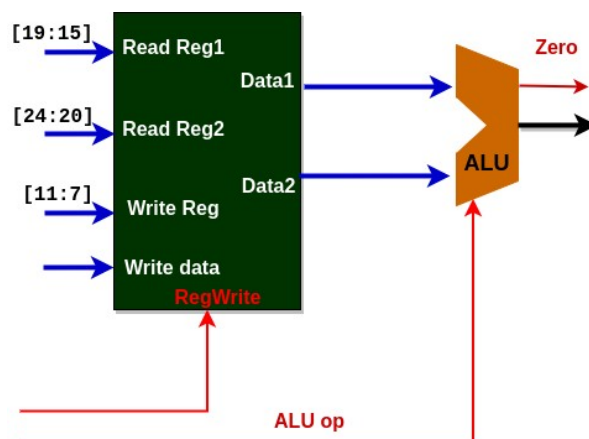 [19:15]
Read Reg1
Zero
Data1
[24:20]
Read Reg2
ALU
Data2
[11:7]
Write Reg
Write data
RegWrite
ALU op